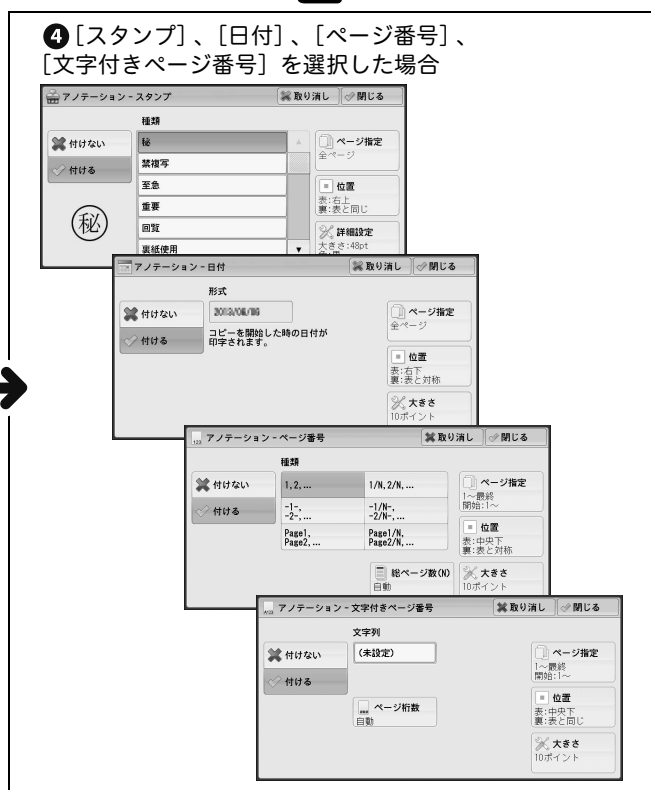 ❹[スタンプ]、[日付]、[ページ番号]、
[文字付きページ番号]を選択した場合
アノテーション - スタンプ
取り消し
閉じる
種類
付けない
付ける
秘
禁複写
至急
重要
回覧
裏紙使用
ページ指定
全ページ
位置
表:右上
裏:表と同じ
詳細設定
大きさ:48pt
秘
アノテーション - 日付
取り消し
閉じる
形式
付けない
付ける
コピーを開始した時の日付が
印字されます。
ページ指定
全ページ
位置
表:右下
裏:表と対称
大きさ
10ポイント
アノテーション - ページ番号
取り消し
閉じる
種類
付けない
付ける
1,2,...
1/N,2/N,...
-1-,
-2-,...
-1/N-,
-2/N-,...
Page1,
Page2,...
Page1/N,
Page2/N,...
総ページ数(N)
自動
ページ指定
1～最終
開始:1～
位置
表:中央下
裏:表と対称
大きさ
10ポイント
アノテーション - 文字付きページ番号
取り消し
閉じる
文字列
付けない
付ける
(未設定)
ページ桁数
自動
ページ指定
1～最終
開始:1～
位置
表:中央下
裏:表と同じ
大きさ
10ポイント